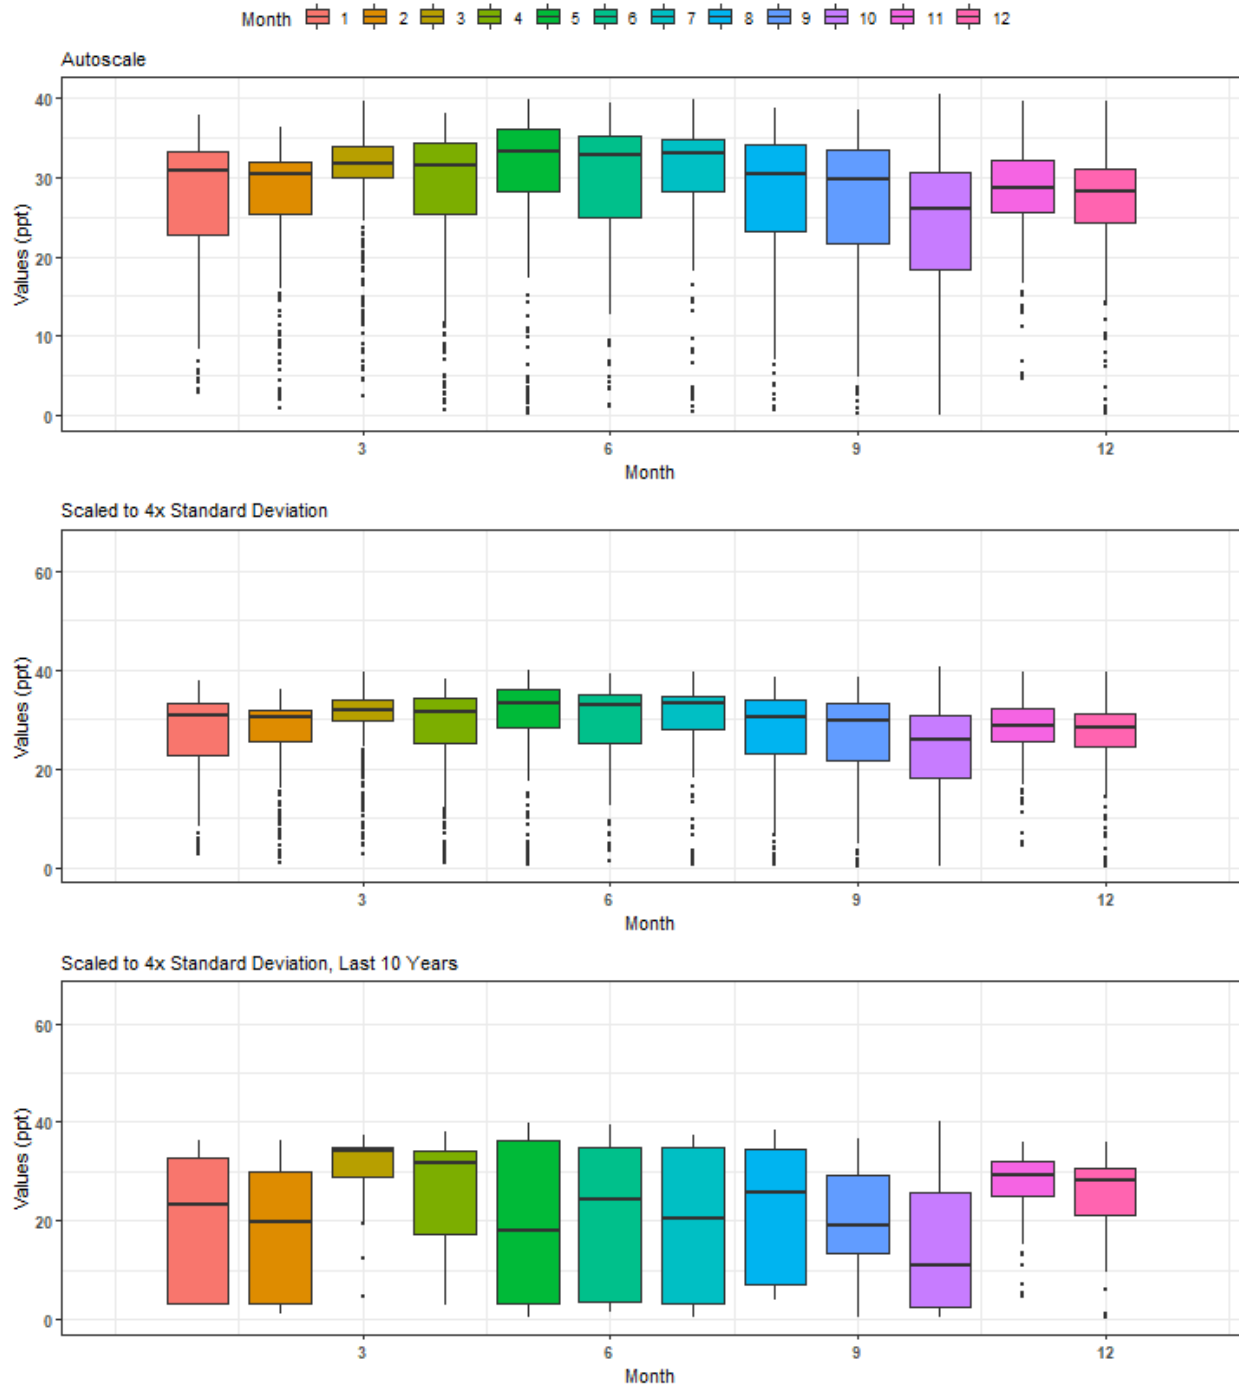 Month 1 2 3 4 5 6 7 8 9 10 11 12
Autoscale
Values (ppt)
40
30
20
10
0
3 6 9 12
Month
Scaled to 4x Standard Deviation
Values (ppt)
60
40
20
0
3 6 9 12
Month
Scaled to 4x Standard Deviation, Last 10 Years
Values (ppt)
60
40
20
0
3 6 9 12
Month